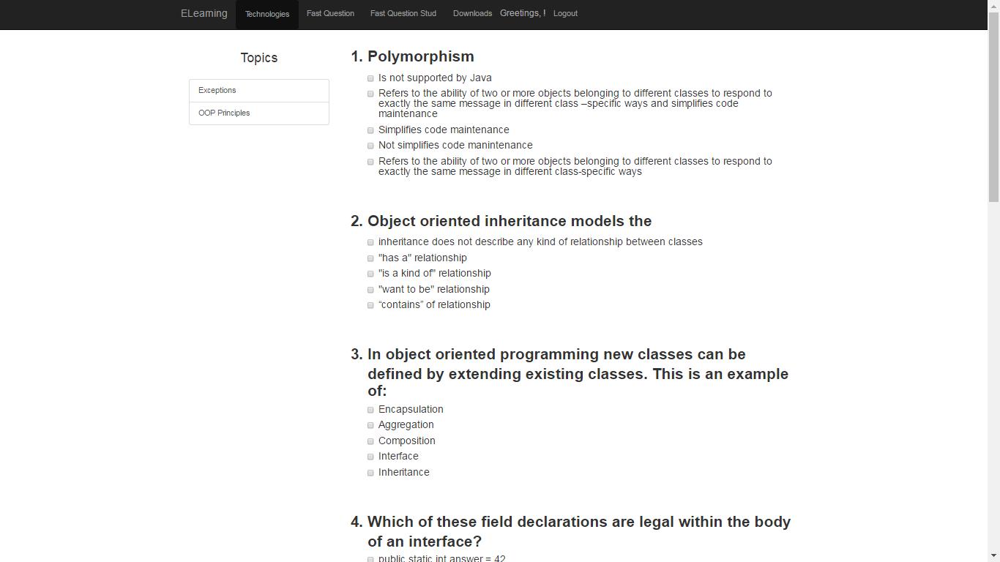 ELearning Technologies Fast Question Fast Question Stud Downloads Greetings, ! Logout
Topics
Exceptions
OOP Principles
1. Polymorphism
Is not supported by Java
Refers to the ability of two or more objects belonging to different classes to respond to
exactly the same message in different class –specific ways and simplifies code
maintenance
Simplifies code maintenance
Not simplifies code manintenance
Refers to the ability of two or more objects belonging to different classes to respond to
exactly the same message in different class-specific ways
2. Object oriented inheritance models the
inheritance does not describe any kind of relationship between classes
"has a" relationship
"is a kind of" relationship
"want to be" relationship
“contains” of relationship
3. In object oriented programming new classes can be
defined by extending existing classes. This is an example
of:
Encapsulation
Aggregation
Composition
Interface
Inheritance
4. Which of these field declarations are legal within the body
of an interface?
public static int answer = 42